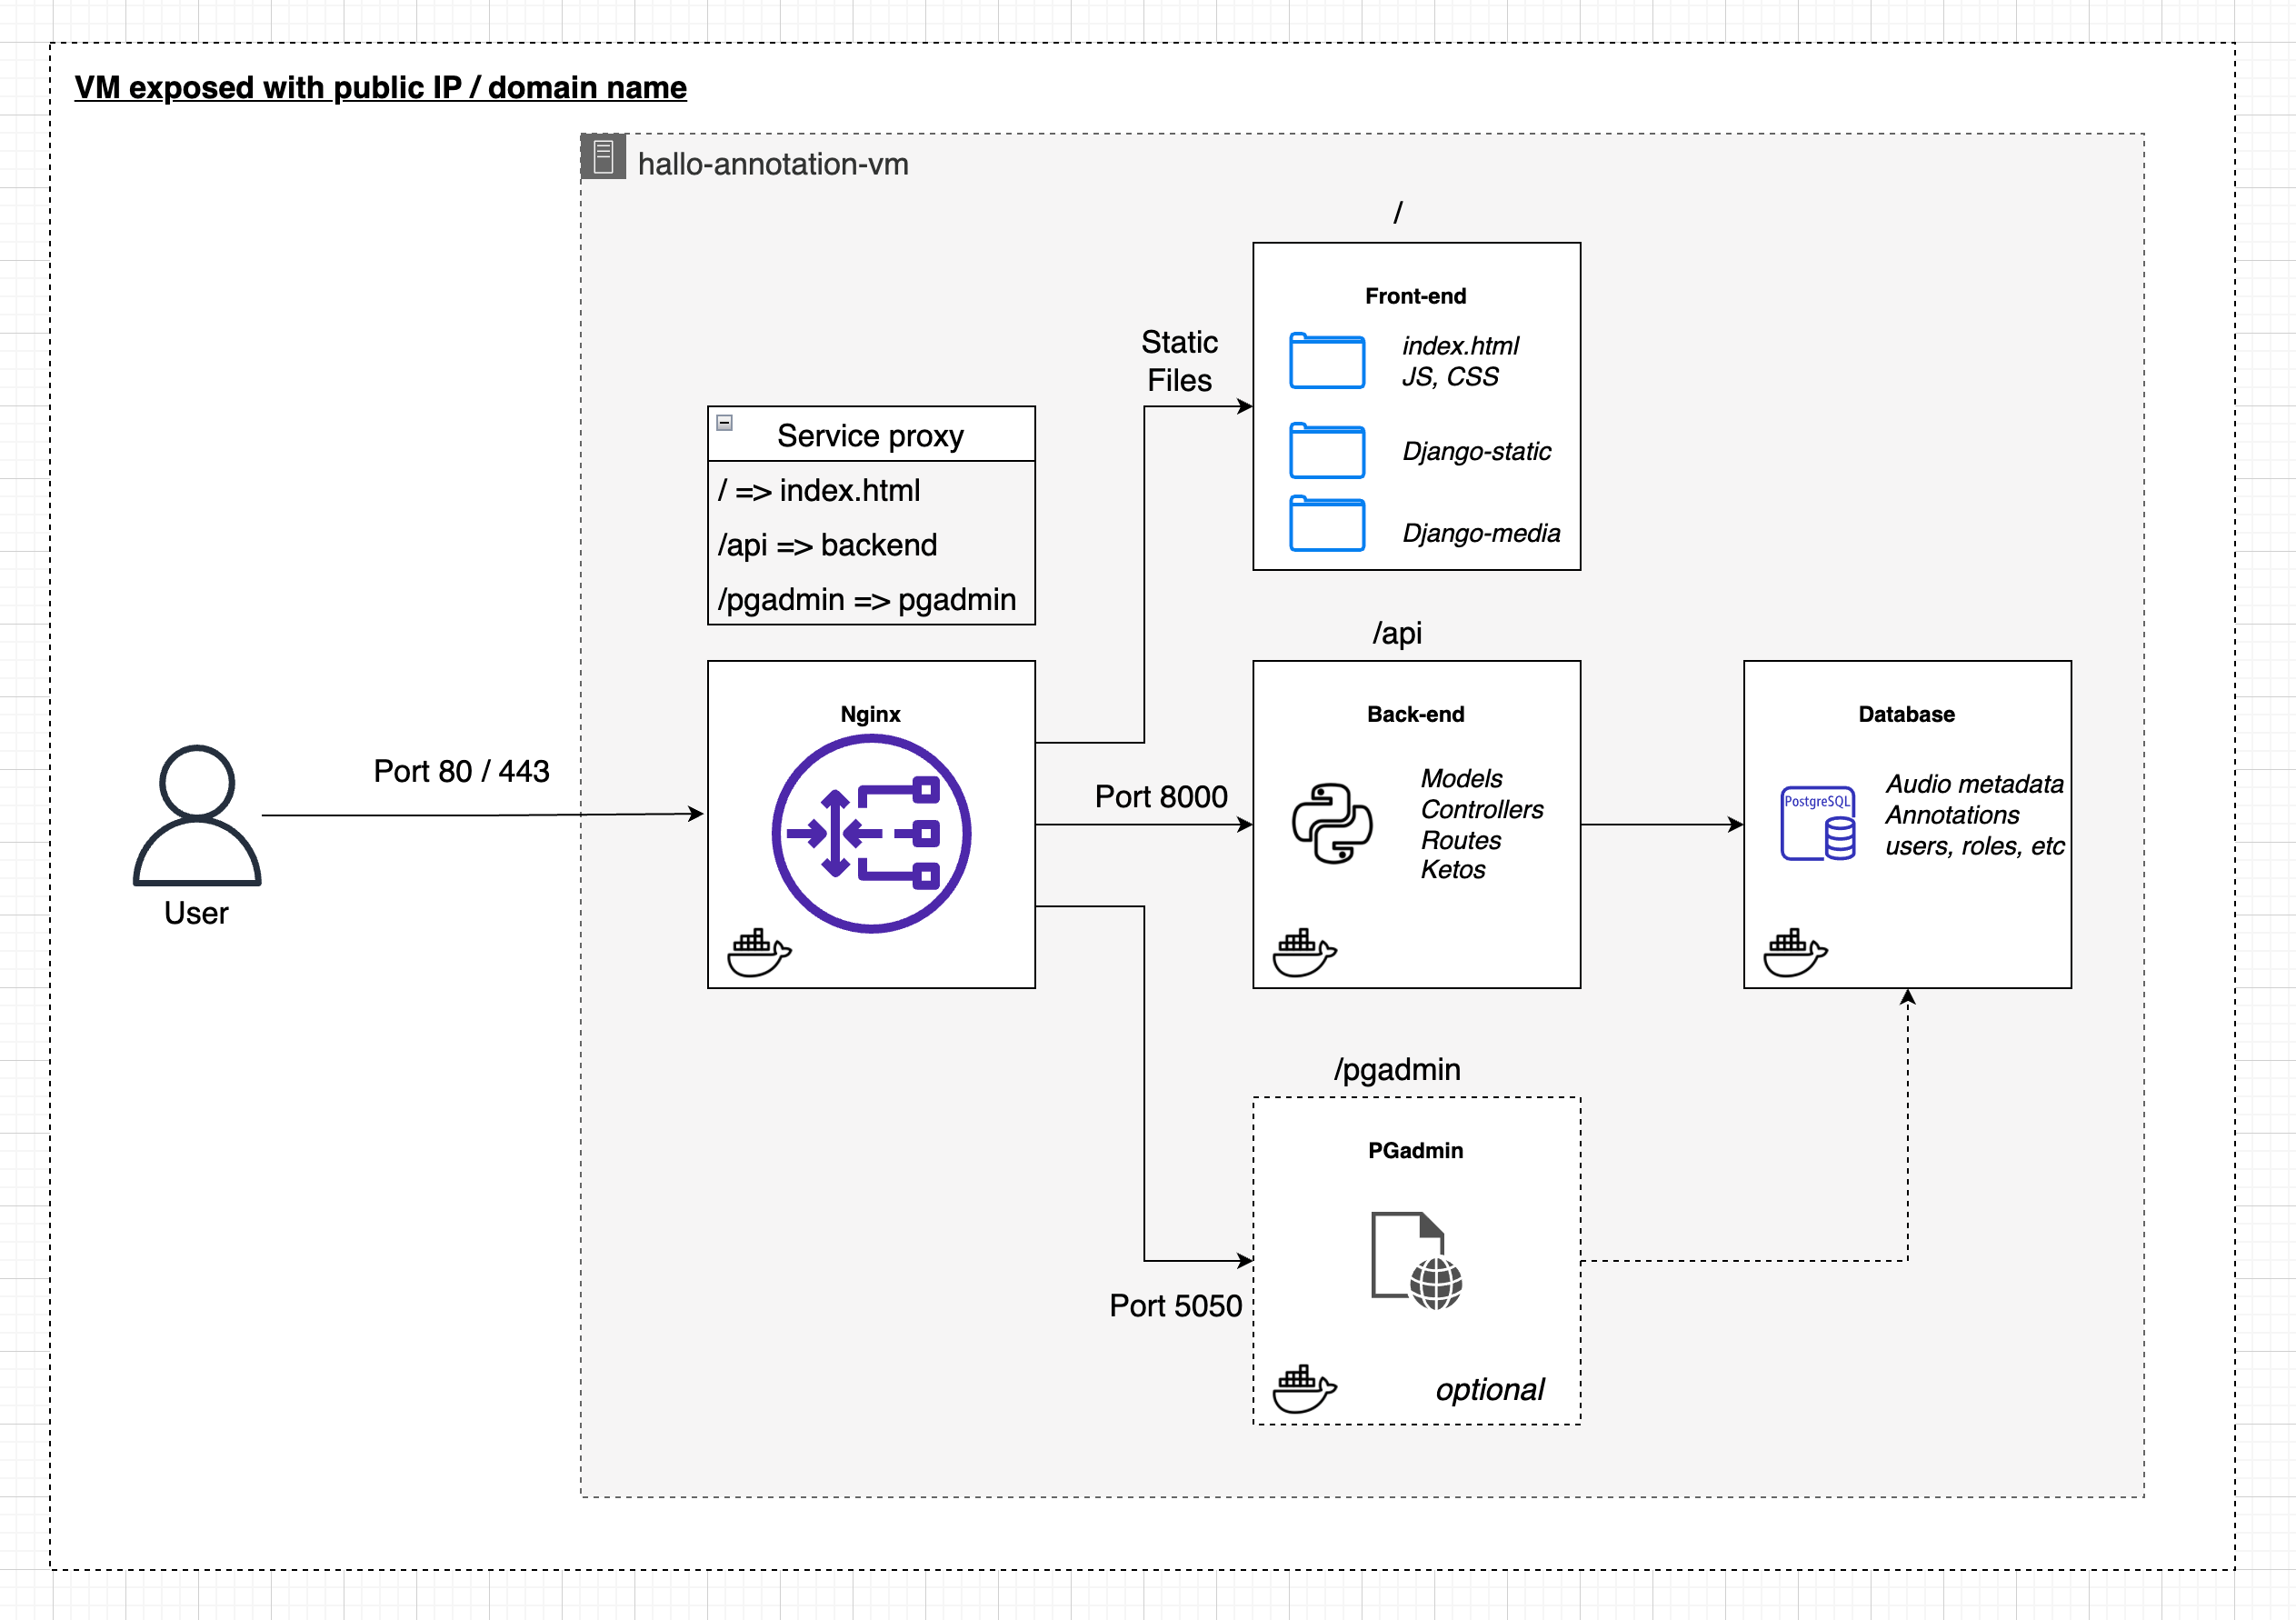 VM exposed with public IP / domain name
hallo-annotation-vm
/
Front-end
index.html
JS, CSS
Django-static
Django-media
Static
Files
Service proxy
/ => index.html
/api => backend
/pgadmin => pgadmin
/api
Nginx
Back-end
Models
Controllers
Routes
Ketos
Database
PostgreSQL
Audio metadata
Annotations
users, roles, etc
Port 80 / 443
Port 8000
User
/pgadmin
PGadmin
Port 5050
optional